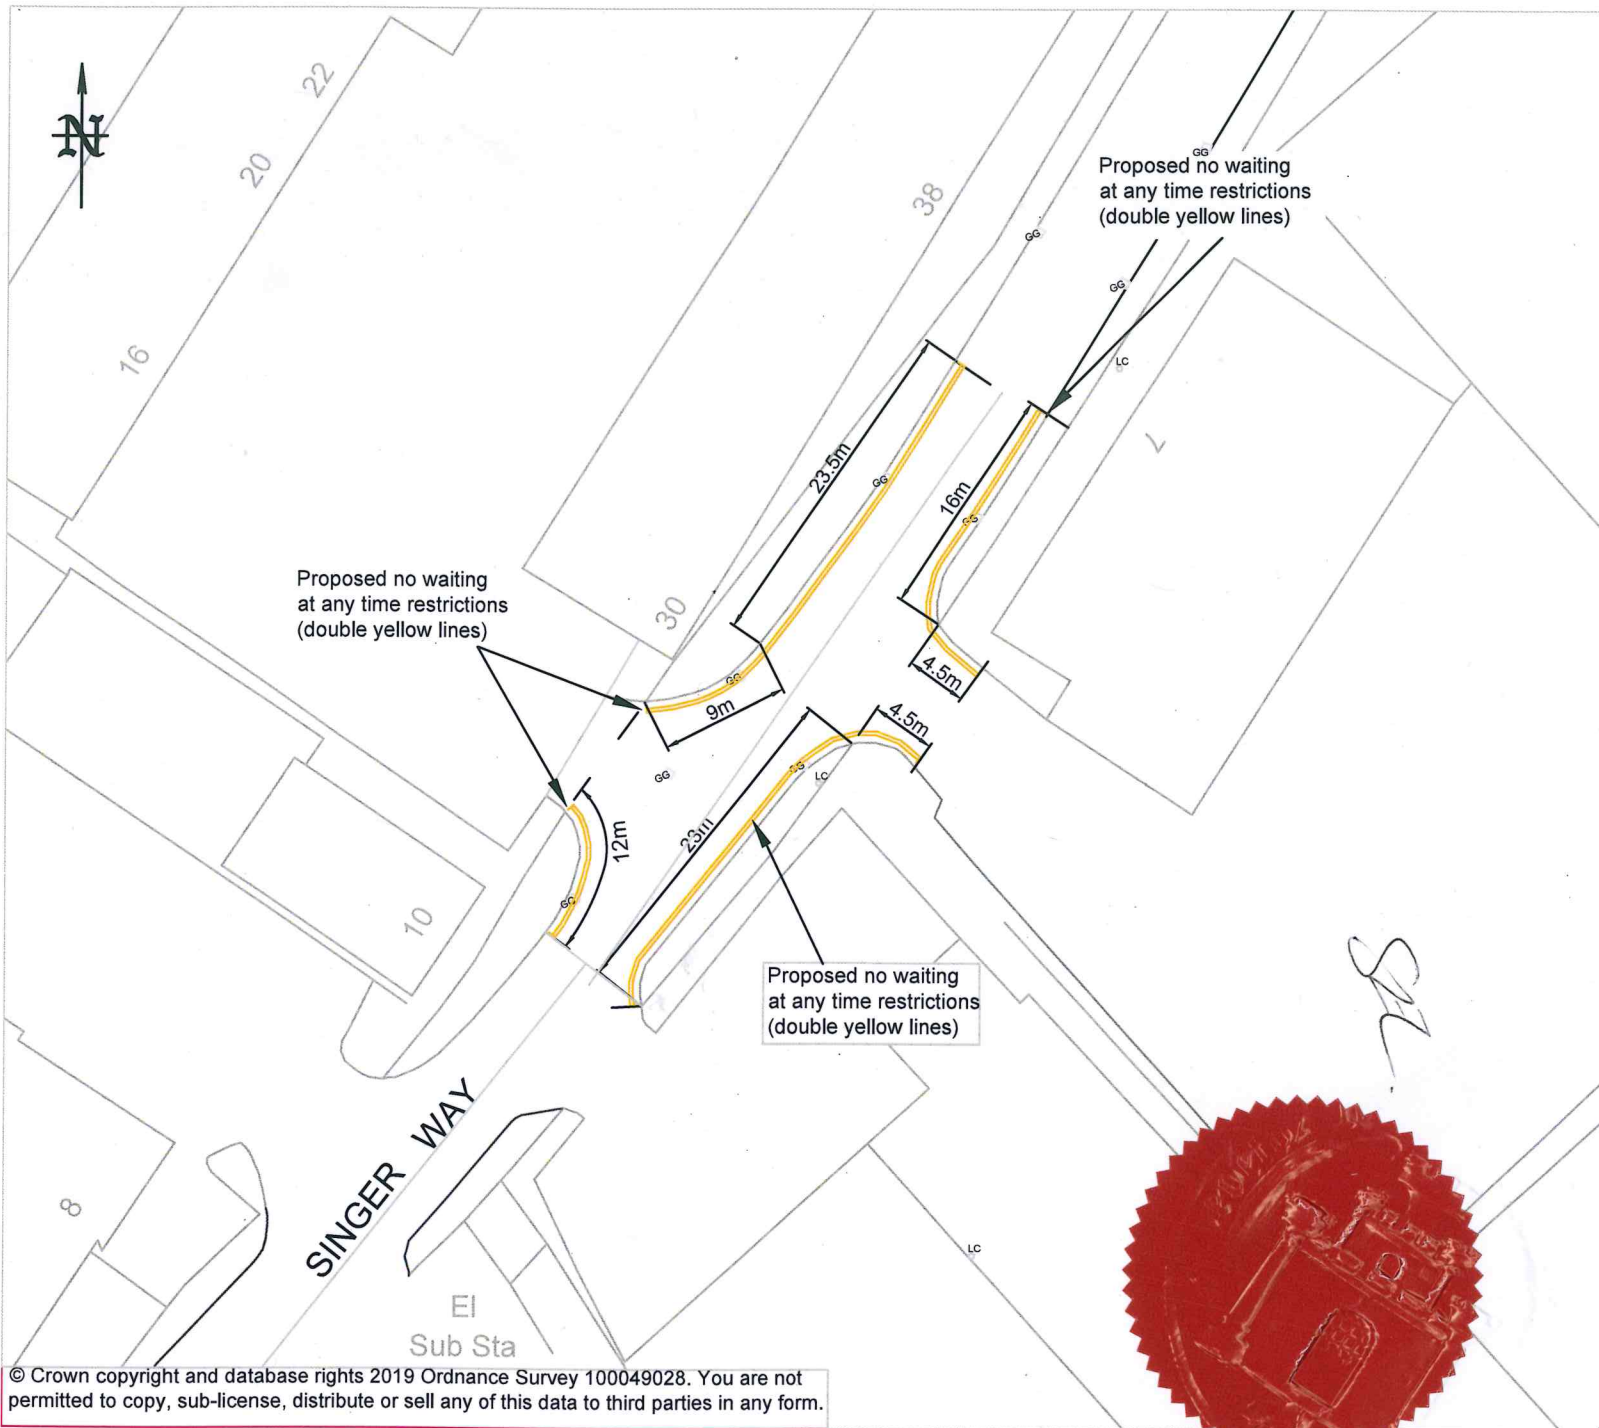 N
22
20
16
38
GG
Proposed no waiting
at any time restrictions
(double yellow lines)
GG
GG
LC
7
23.5m
GG
16m
GG
Proposed no waiting
at any time restrictions
(double yellow lines)
30
GG
9m
4.5m
4.5m
GG
GG
LC
12m
23m
GG
10
Proposed no waiting
at any time restrictions
(double yellow lines)
SINGER WAY
8
LC
El
Sub Sta
© Crown copyright and database rights 2019 Ordnance Survey 100049028. You are not
permitted to copy, sub-license, distribute or sell any of this data to third parties in any form.